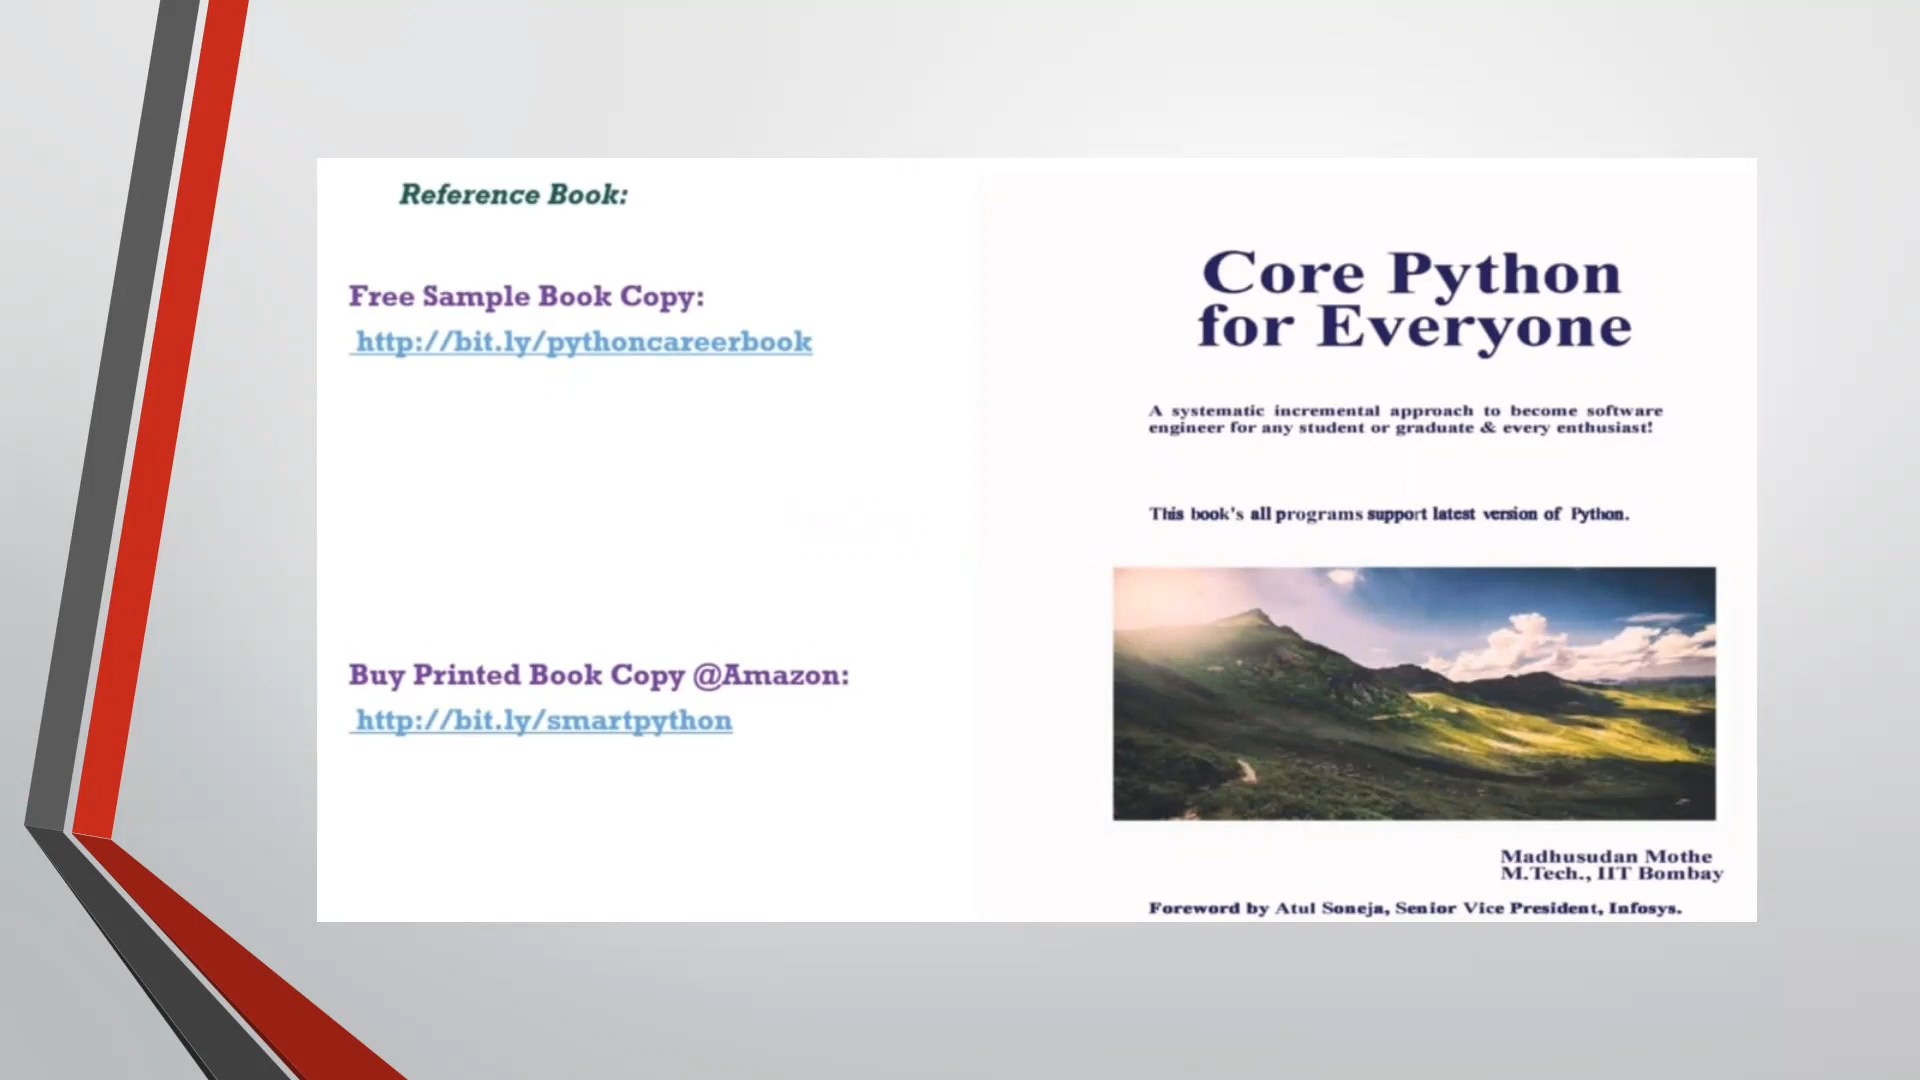 Reference Book:
Free Sample Book Copy:
http://bit.ly/pythoncareerbook
Buy Printed Book Copy @Amazon:
http://bit.ly/smartpython
Core Python
for Everyone
A systematic incremental approach to become software
engineer for any student or graduate & every enthusiast!
This book's all programs support latest version of Python.
Madhusudan Mothe
M.Tech., IIT Bombay
Foreword by Atul Soneja, Senior Vice President, Infosys.